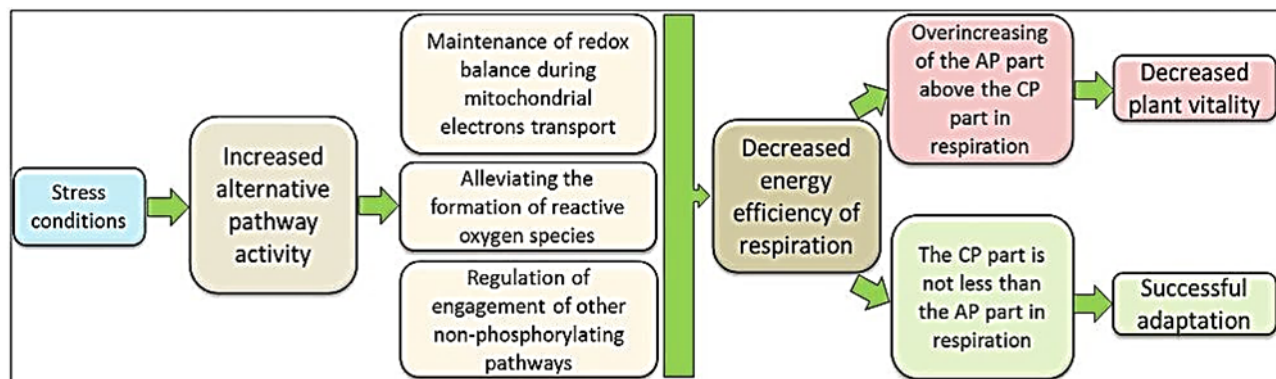 Stress
conditions
Increased
alternative
pathway
activity
Maintenance of redox
balance during
mitochondrial
electrons transport
Alleviating the
formation of reactive
oxygen species
Regulation of
engagement of other
non-phosphorylating
pathways
Decreased
energy
efficiency of
respiration
Overincreasing
of the AP part
above the CP
part in
respiration
Decreased
plant vitality
The CP part is
not less than
the AP part in
respiration
Successful
adaptation